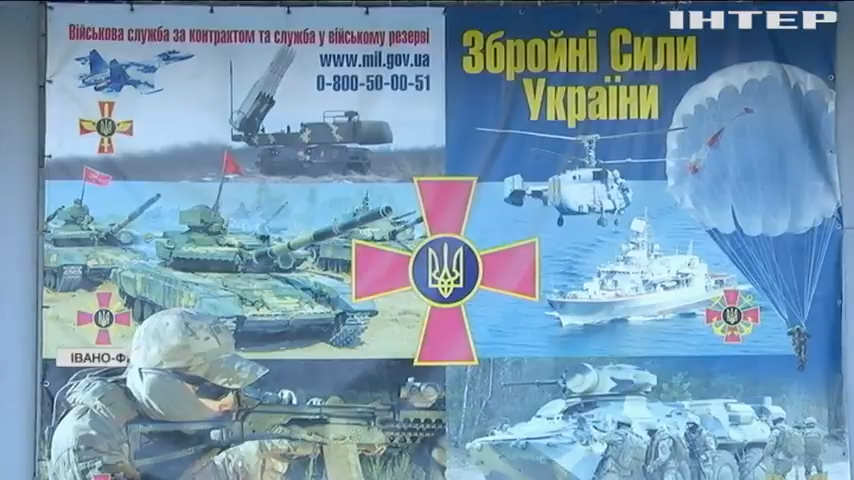 Військова служба за контрактом та служба у військовому резерві
www.mil.gov.ua
0-800-50-00-51
ІНТЕР
Збройні Сили
України
ІВАНО-Ф